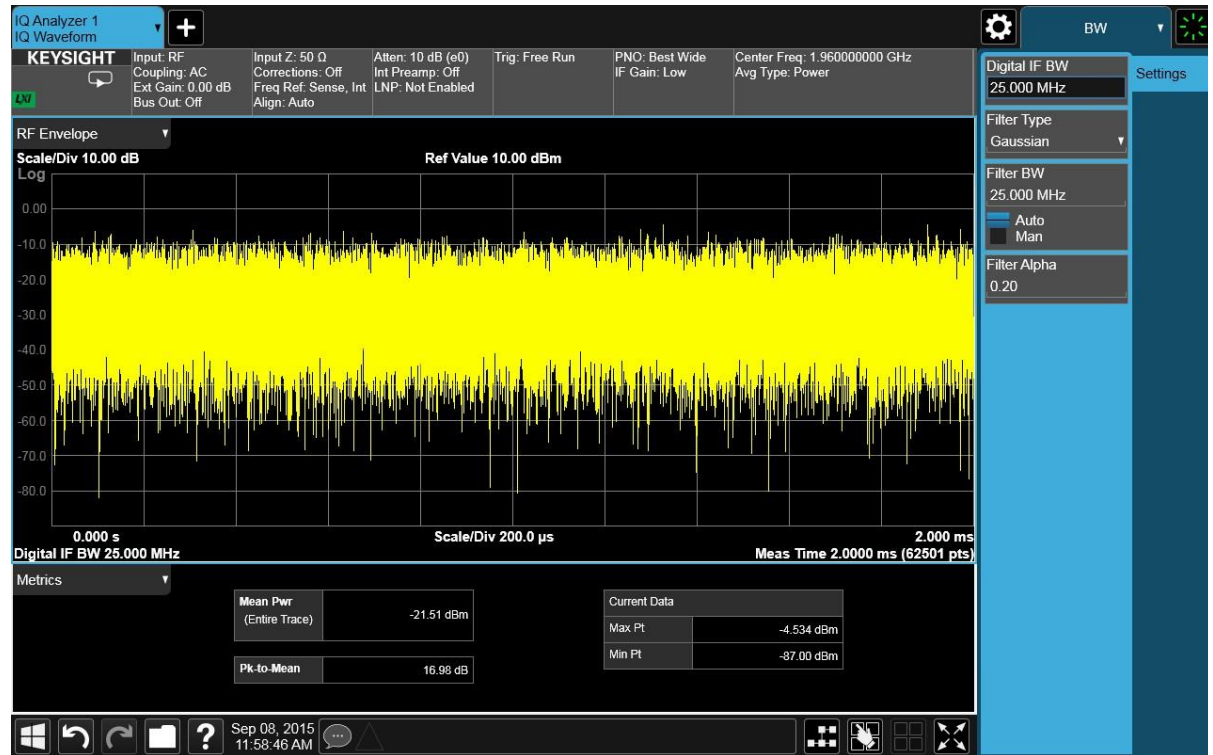 IQ Analyzer 1
IQ Waveform
BW
KEYSIGHT
LXI
Input: RF
Coupling: AC
Ext Gain: 0.00 dB
Bus Out: Off
Input Z: 50 Ω
Corrections: Off
Freq Ref: Sense, Int
Align: Auto
Atten: 10 dB (e0)
Int Preamp: Off
LNP: Not Enabled
Trig: Free Run
PNO: Best Wide
IF Gain: Low
Center Freq: 1.960000000 GHz
Avg Type: Power
Digital IF BW
25.000 MHz
Settings
Filter Type
Gaussian
Filter BW
25.000 MHz
Auto
Man
Filter Alpha
0.20
RF Envelope
Scale/Div 10.00 dB
Ref Value 10.00 dBm
Log
0.00
-10.0
-20.0
-30.0
-40.0
-50.0
-60.0
-70.0
-80.0
0.000 s
Scale/Div 200.0 µs
2.000 ms
Digital IF BW 25.000 MHz
Meas Time 2.0000 ms (62501 pts)
Metrics
Mean Pwr
(Entire Trace)
-21.51 dBm
Pk-to-Mean
16.98 dB
Current Data
Max Pt
-4.534 dBm
Min Pt
-87.00 dBm
?
Sep 08, 2015
11:58:46 AM